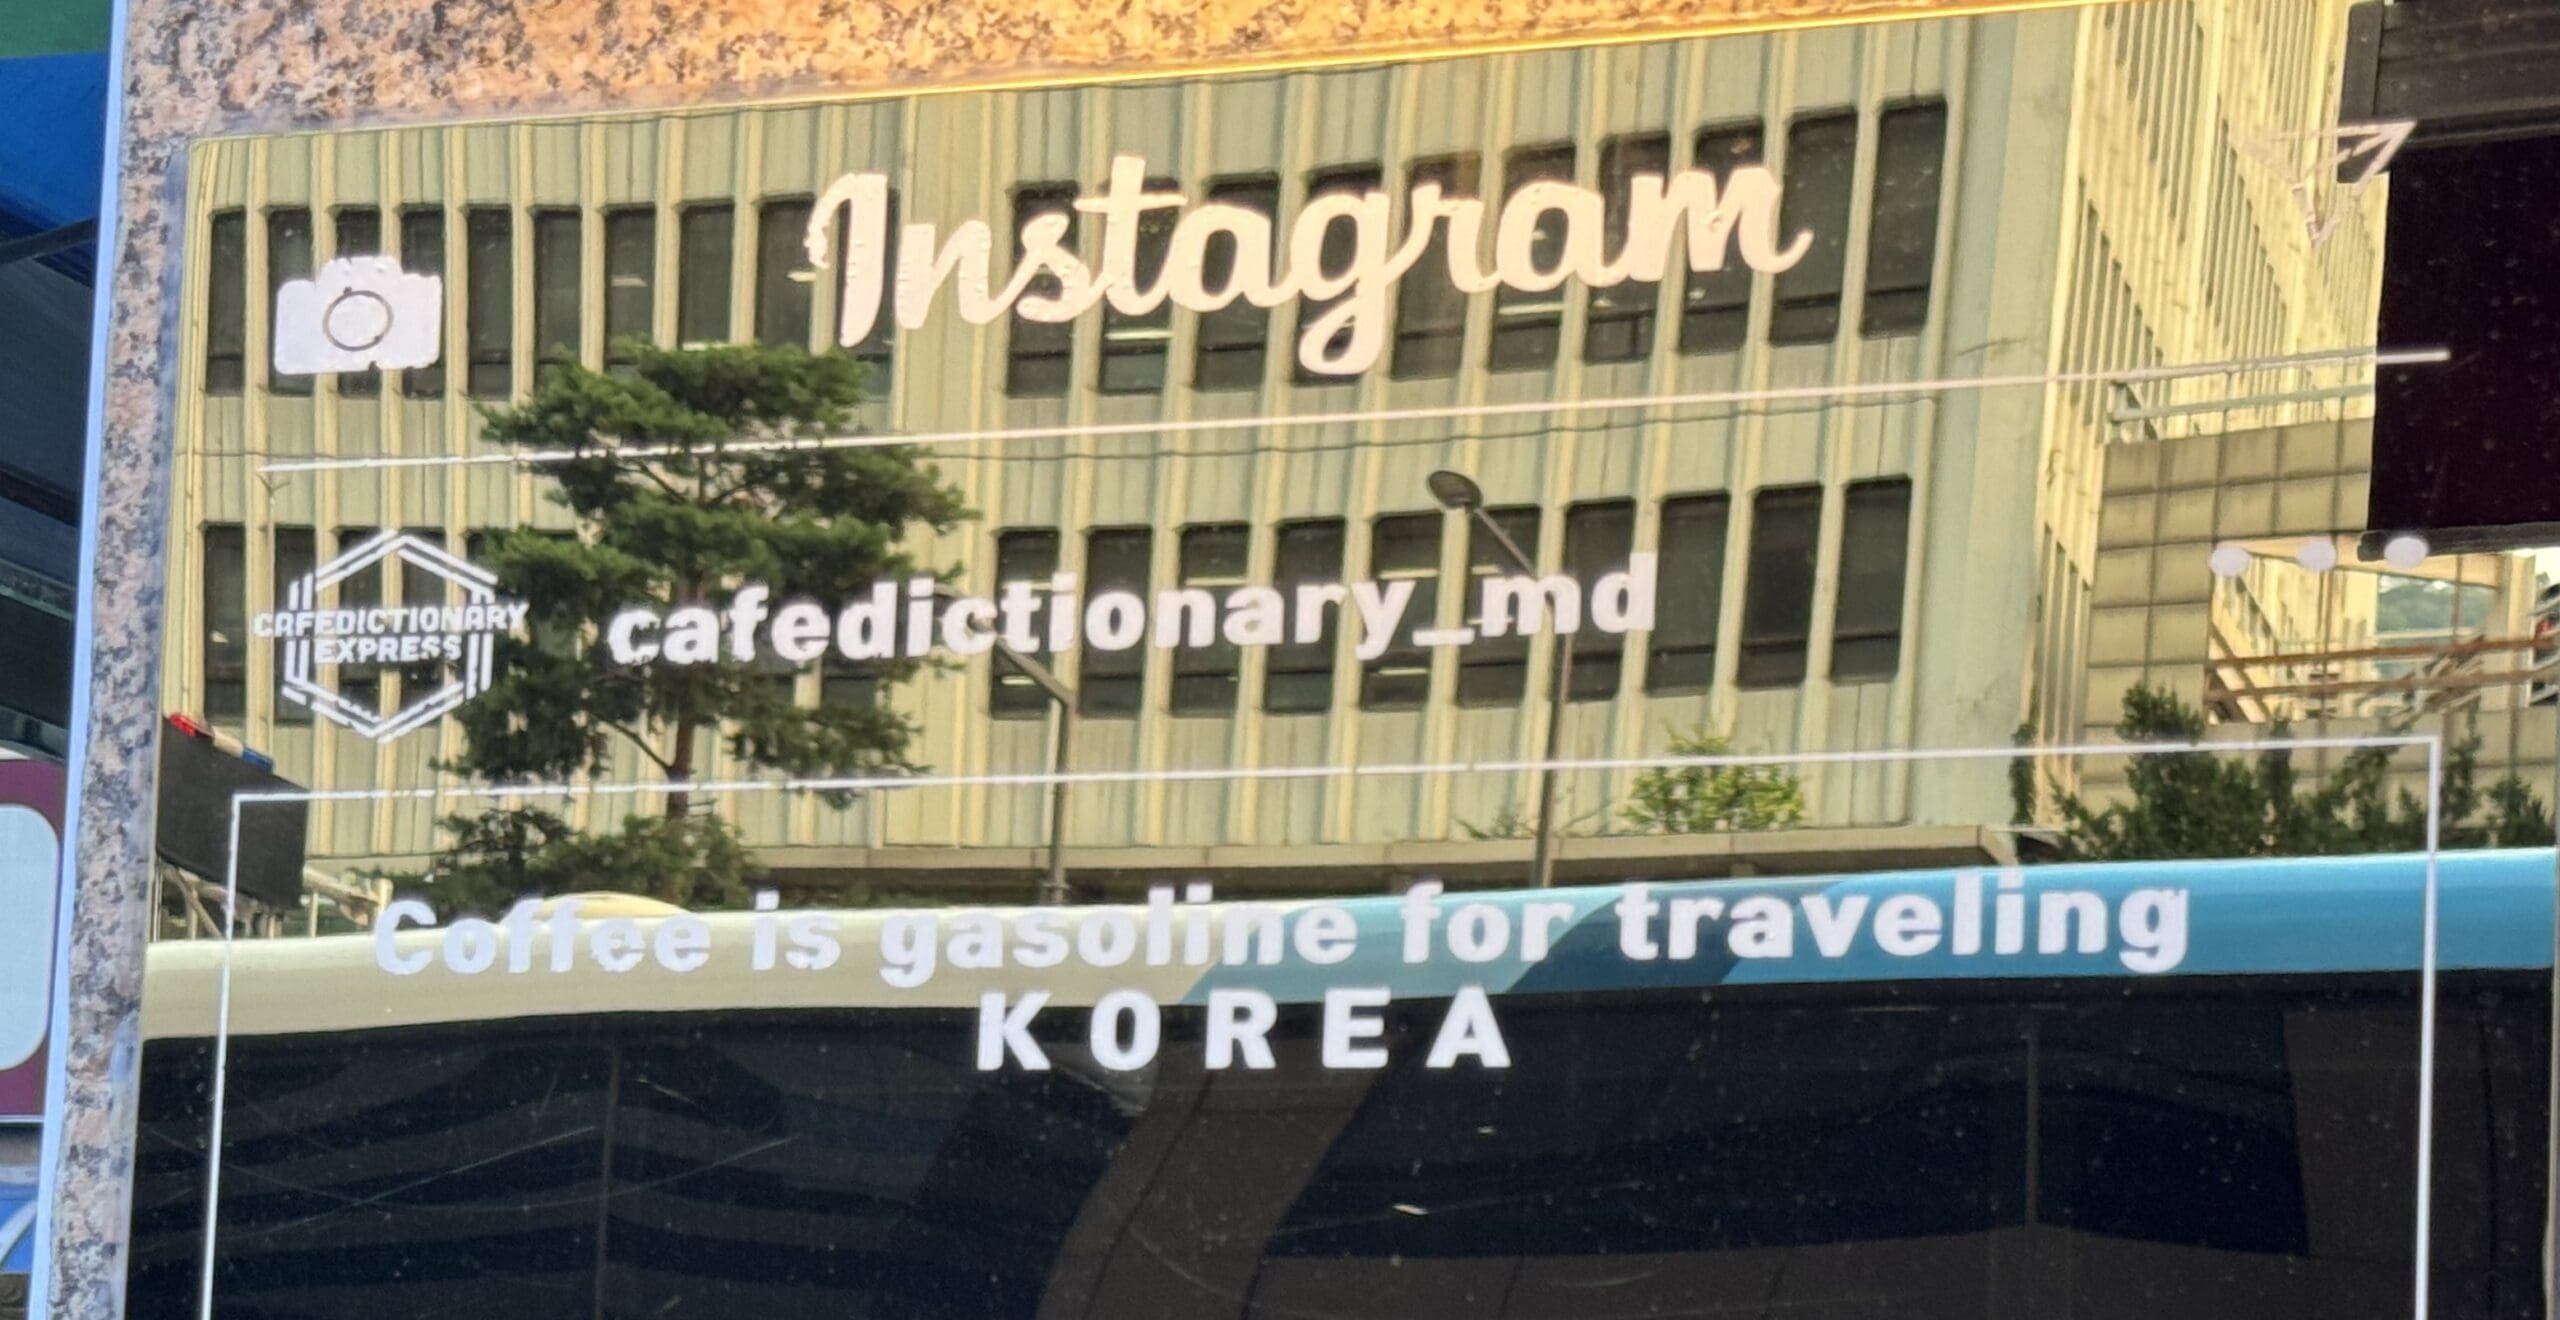 Instagram
CAFEDICTIONARY
EXPRESS
cafedictionary_md
Coffee is gasoline for traveling
KOREA